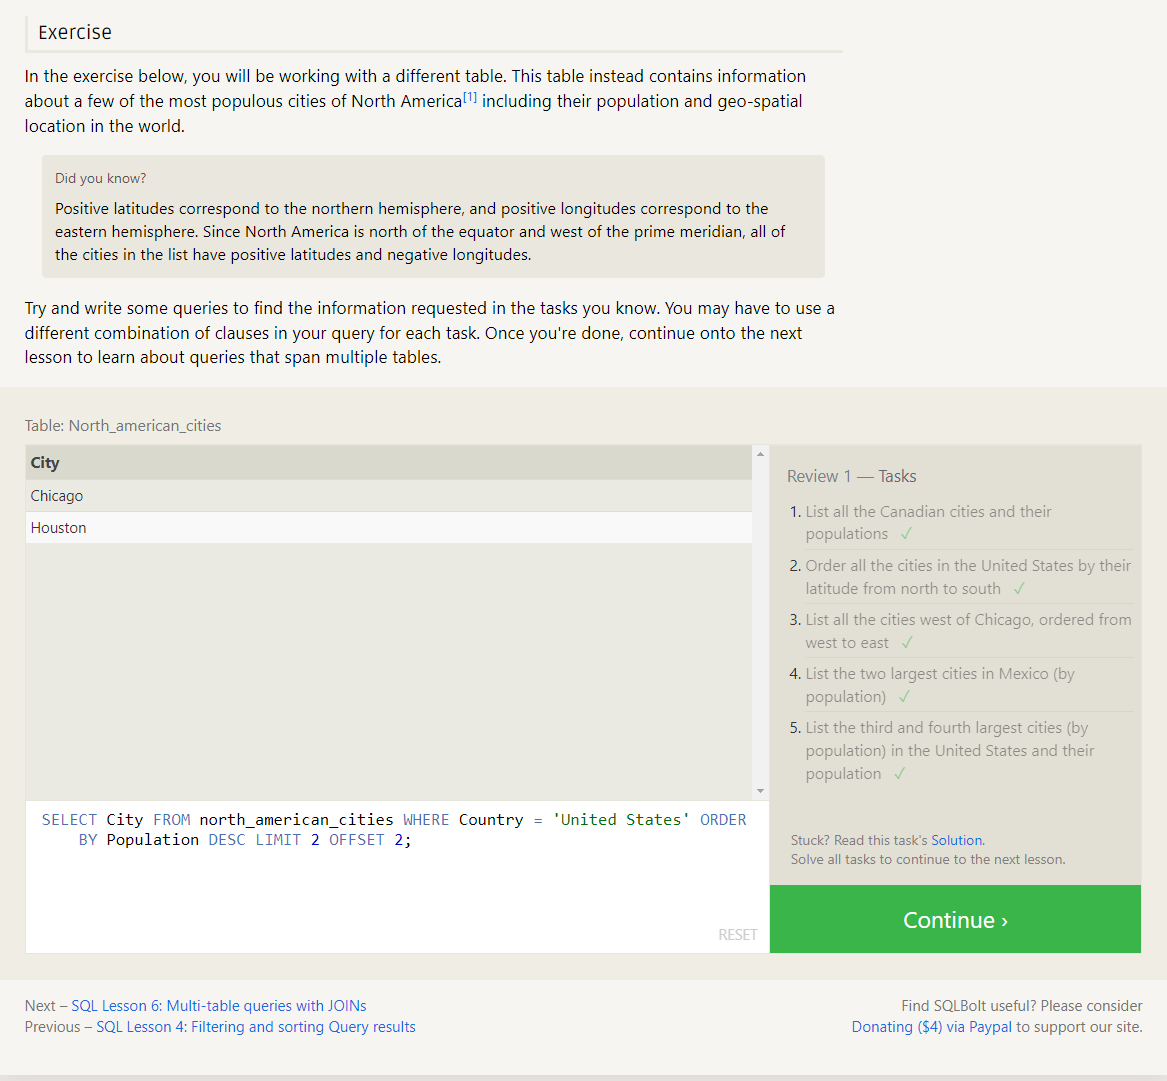 Exercise
In the exercise below, you will be working with a different table. This table instead contains information
about a few of the most populous cities of North America[1] including their population and geo-spatial
location in the world.
Did you know?
Positive latitudes correspond to the northern hemisphere, and positive longitudes correspond to the
eastern hemisphere. Since North America is north of the equator and west of the prime meridian, all of
the cities in the list have positive latitudes and negative longitudes.
Try and write some queries to find the information requested in the tasks you know. You may have to use a
different combination of clauses in your query for each task. Once you're done, continue onto the next
lesson to learn about queries that span multiple tables.
Table: North_american_cities
City
Chicago
Houston
SELECT City FROM north_american_cities WHERE Country = 'United States' ORDER
BY Population DESC LIMIT 2 OFFSET 2;
RESET
Review 1 — Tasks
1. List all the Canadian cities and their
populations ✓
2. Order all the cities in the United States by their
latitude from north to south ✓
3. List all the cities west of Chicago, ordered from
west to east ✓
4. List the two largest cities in Mexico (by
population) ✓
5. List the third and fourth largest cities (by
population) in the United States and their
population ✓
Stuck? Read this task's Solution.
Solve all tasks to continue to the next lesson.
Continue ›
Next – SQL Lesson 6: Multi-table queries with JOINs
Previous – SQL Lesson 4: Filtering and sorting Query results
Find SQLBolt useful? Please consider
Donating ($4) via Paypal to support our site.